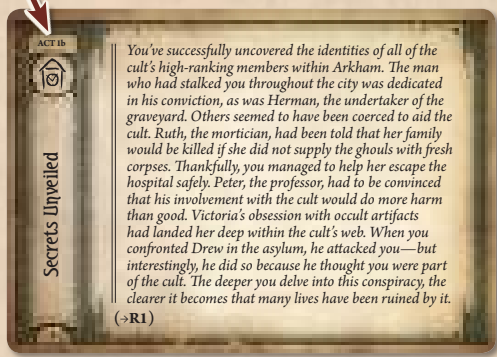 ACT 1b
Secrets Unveiled
You've successfully uncovered the identities of all of the
cult's high-ranking members within Arkham. The man
who had stalked you throughout the city was dedicated
in his conviction, as was Herman, the undertaker of the
graveyard. Others seemed to have been coerced to aid the
cult. Ruth, the mortician, had been told that her family
would be killed if she did not supply the ghouls with fresh
corpses. Thankfully, you managed to help her escape the
hospital safely. Peter, the professor, had to be convinced
that his involvement with the cult would do more harm
than good. Victoria's obsession with occult artifacts
had landed her deep within the cult's web. When you
confronted Drew in the asylum, he attacked you—but
interestingly, he did so because he thought you were part
of the cult. The deeper you delve into this conspiracy, the
clearer it becomes that many lives have been ruined by it.
(→R1)